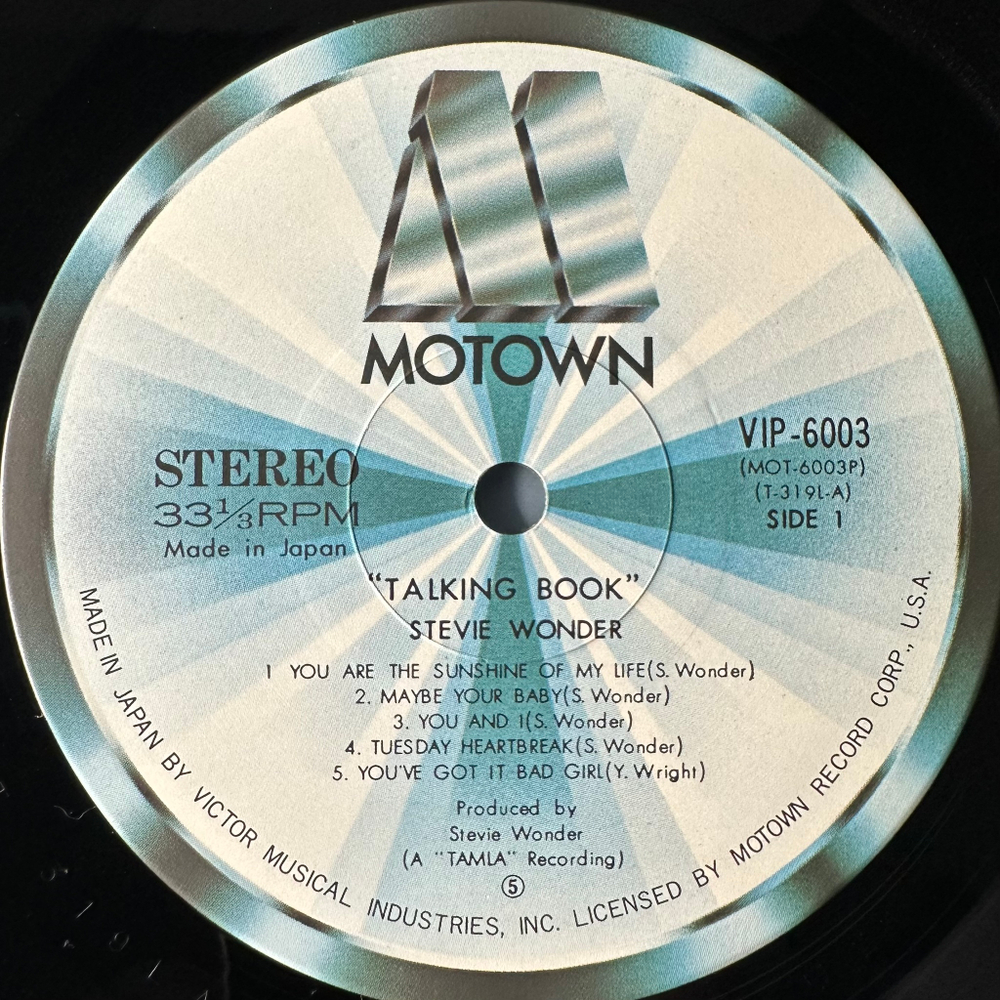 MOTOWN
STEREO
33⅓RPM
Made in Japan
VIP-6003
(MOT-6003P)
(T-319L-A)
SIDE 1
“TALKING BOOK”
STEVIE WONDER
1 YOU ARE THE SUNSHINE OF MY LIFE(S. Wonder)
2. MAYBE YOUR BABY(S. Wonder)
3. YOU AND I(S. Wonder)
4. TUESDAY HEARTBREAK(S. Wonder)
5. YOU'VE GOT IT BAD GIRL(Y. Wright)
Produced by
Stevie Wonder
(A "TAMLA" Recording)
⑤
MADE IN JAPAN BY VICTOR MUSICAL INDUSTRIES, INC. LICENSED BY MOTOWN RECORD CORP., U.S.A.